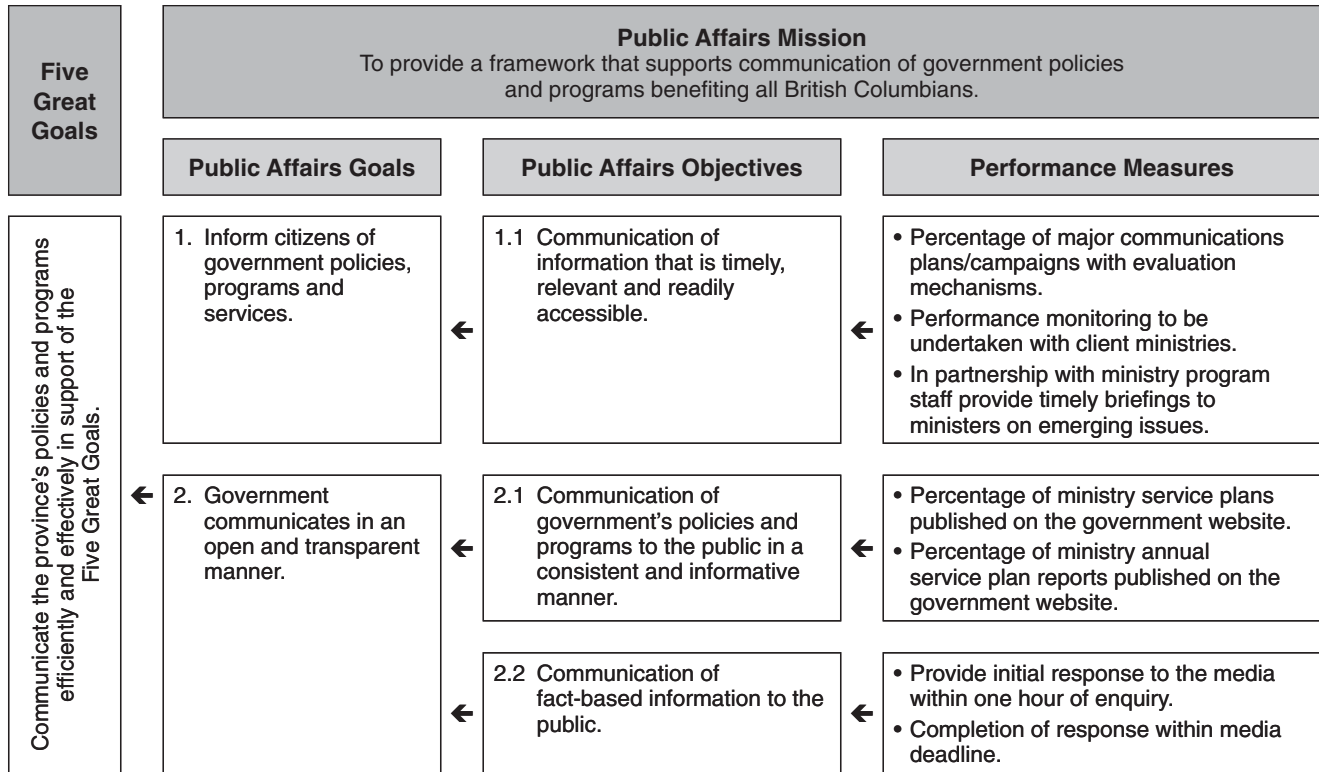 Five
Great
Goals
Public Affairs Mission
To provide a framework that supports communication of government policies
and programs benefiting all British Columbians.
Public Affairs Goals
Public Affairs Objectives
Performance Measures
Communicate the province's policies and programs
efficiently and effectively in support of the
Five Great Goals.
1. Inform citizens of
government policies,
programs and
services.
1.1 Communication of
information that is timely,
relevant and readily
accessible.
• Percentage of major communications
plans/campaigns with evaluation
mechanisms.
• Performance monitoring to be
undertaken with client ministries.
• In partnership with ministry program
staff provide timely briefings to
ministers on emerging issues.
2. Government
communicates in an
open and transparent
manner.
2.1 Communication of
government's policies and
programs to the public in a
consistent and informative
manner.
• Percentage of ministry service plans
published on the government website.
• Percentage of ministry annual
service plan reports published on the
government website.
2.2 Communication of
fact-based information to the
public.
• Provide initial response to the media
within one hour of enquiry.
• Completion of response within media
deadline.